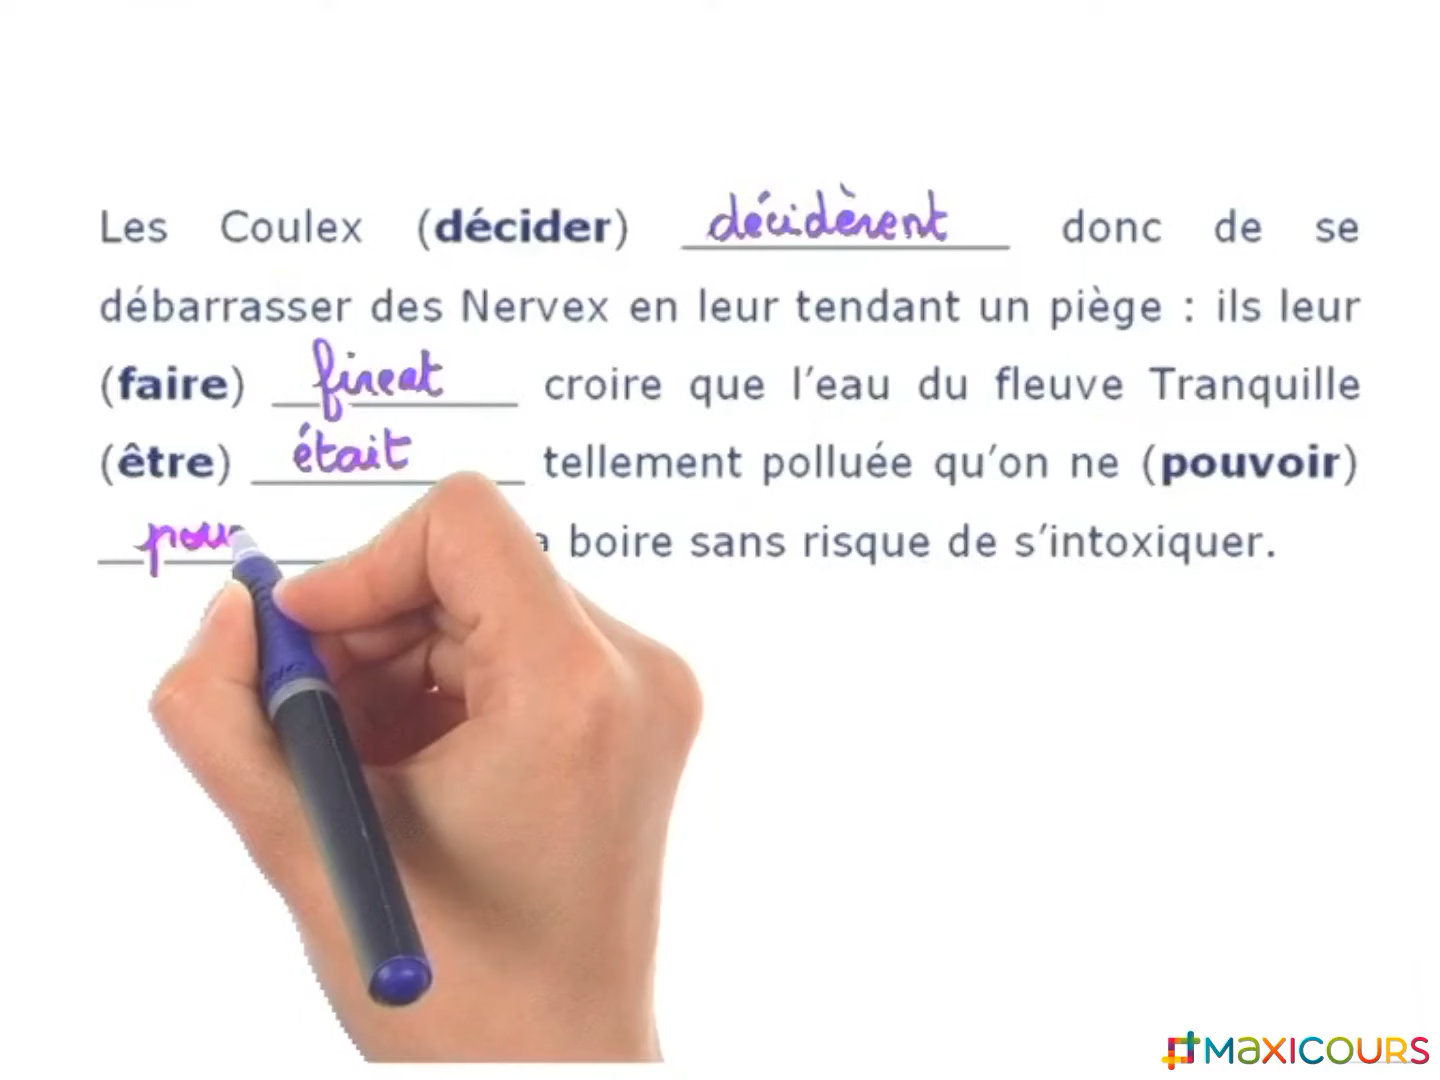 Les Coulex (décider) décidèrent donc de se
débarrasser des Nervex en leur tendant un piège : ils leur
(faire) firent croire que l’eau du fleuve Tranquille
(être) était tellement polluée qu’on ne (pouvoir)
pou boire sans risque de s’intoxiquer.
MAXICOURS